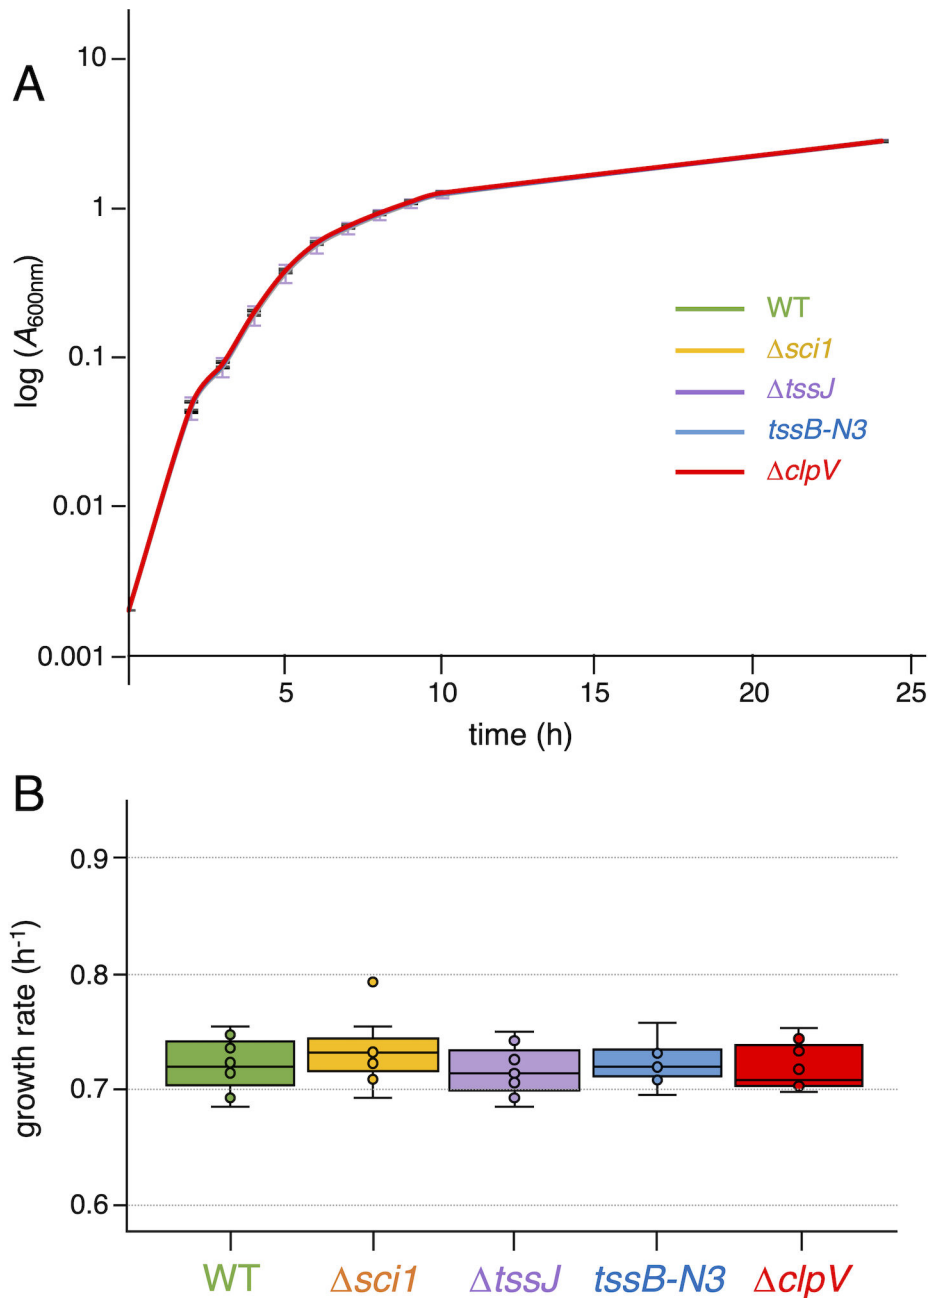 A
10
1
0.1
0.01
0.001
log (A600nm)
WT
Δsci1
ΔtssJ
tssB-N3
ΔclpV
5 10 15 20 25
time (h)
B
0.9
0.8
0.7
0.6
growth rate (h-1)
WT Δsci1 ΔtssJ tssB-N3 ΔclpV